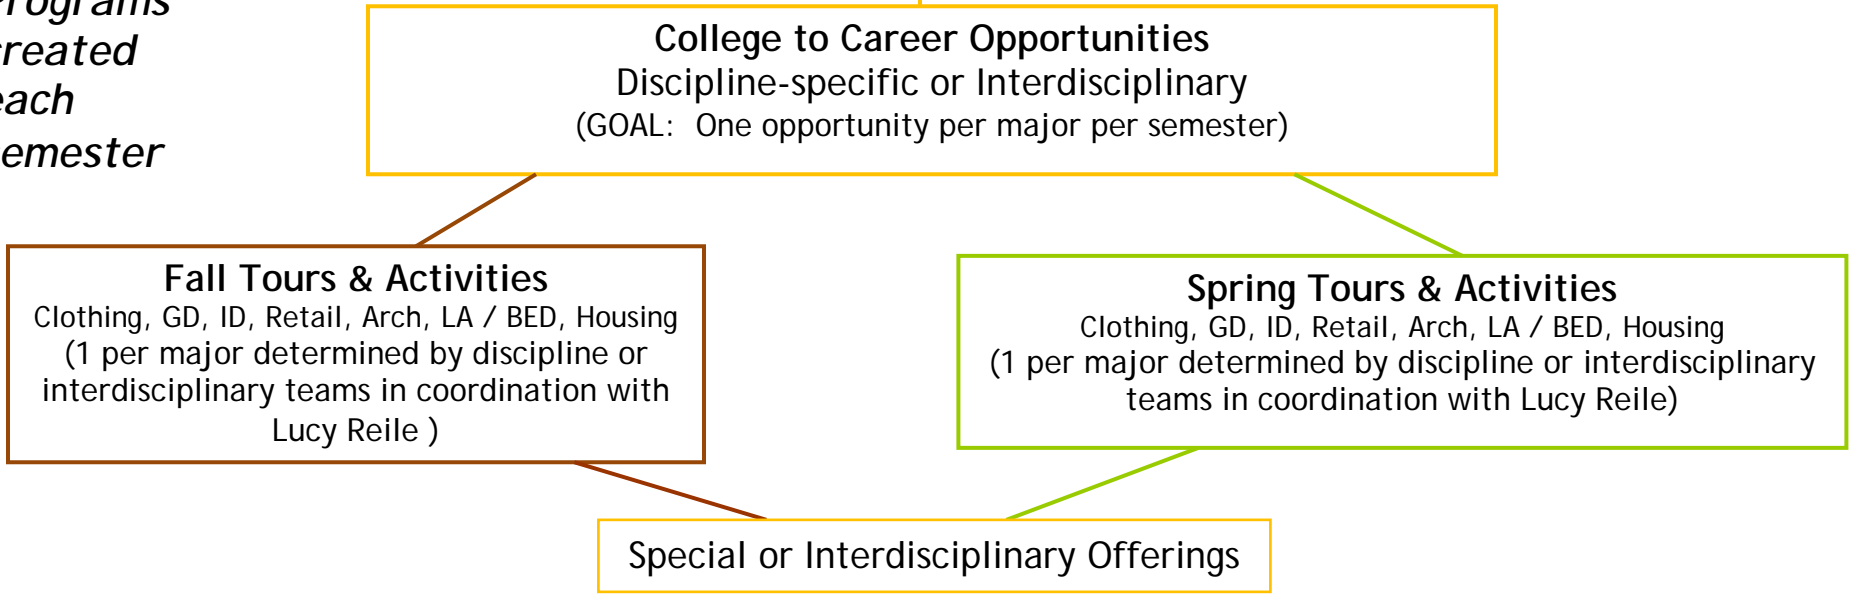 rograms
reated
each
emester
College to Career Opportunities
Discipline-specific or Interdisciplinary
(GOAL:  One opportunity per major per semester)
Fall Tours & Activities
Clothing, GD, ID, Retail, Arch, LA / BED, Housing
(1 per major determined by discipline or
interdisciplinary teams in coordination with
Lucy Reile )
Spring Tours & Activities
Clothing, GD, ID, Retail, Arch, LA / BED, Housing
(1 per major determined by discipline or interdisciplinary
teams in coordination with Lucy Reile)
Special or Interdisciplinary Offerings